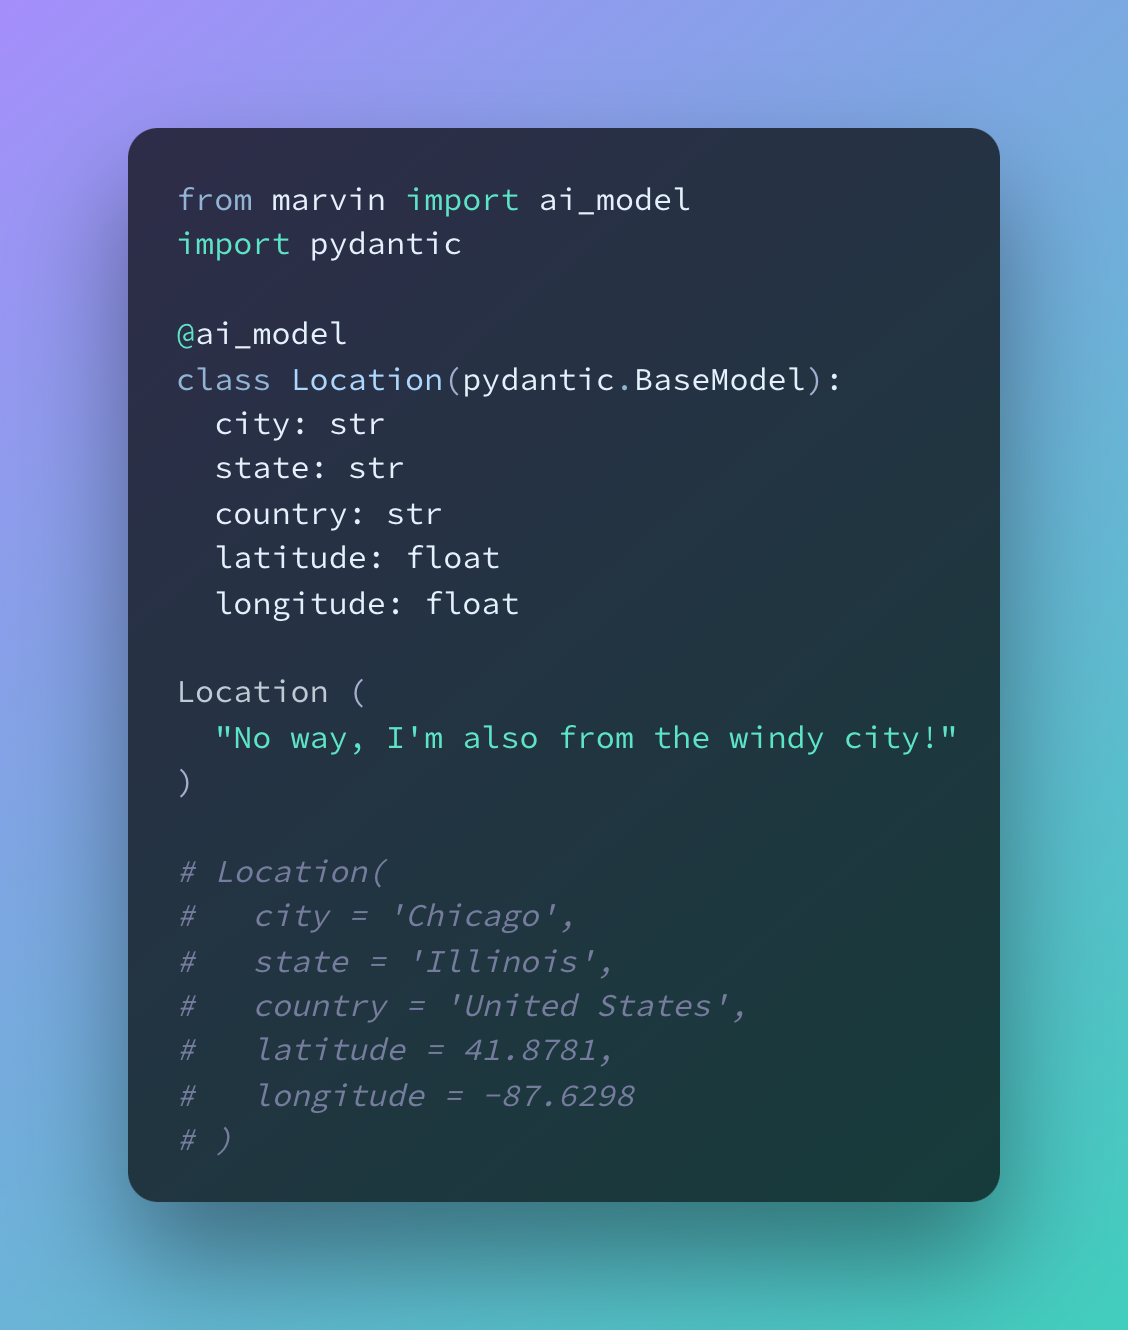 from marvin import ai_model
import pydantic

@ai_model
class Location(pydantic.BaseModel):
  city: str
  state: str
  country: str
  latitude: float
  longitude: float

Location (
  "No way, I'm also from the windy city!"
)

# Location(
#   city = 'Chicago',
#   state = 'Illinois',
#   country = 'United States',
#   latitude = 41.8781,
#   longitude = -87.6298
# )